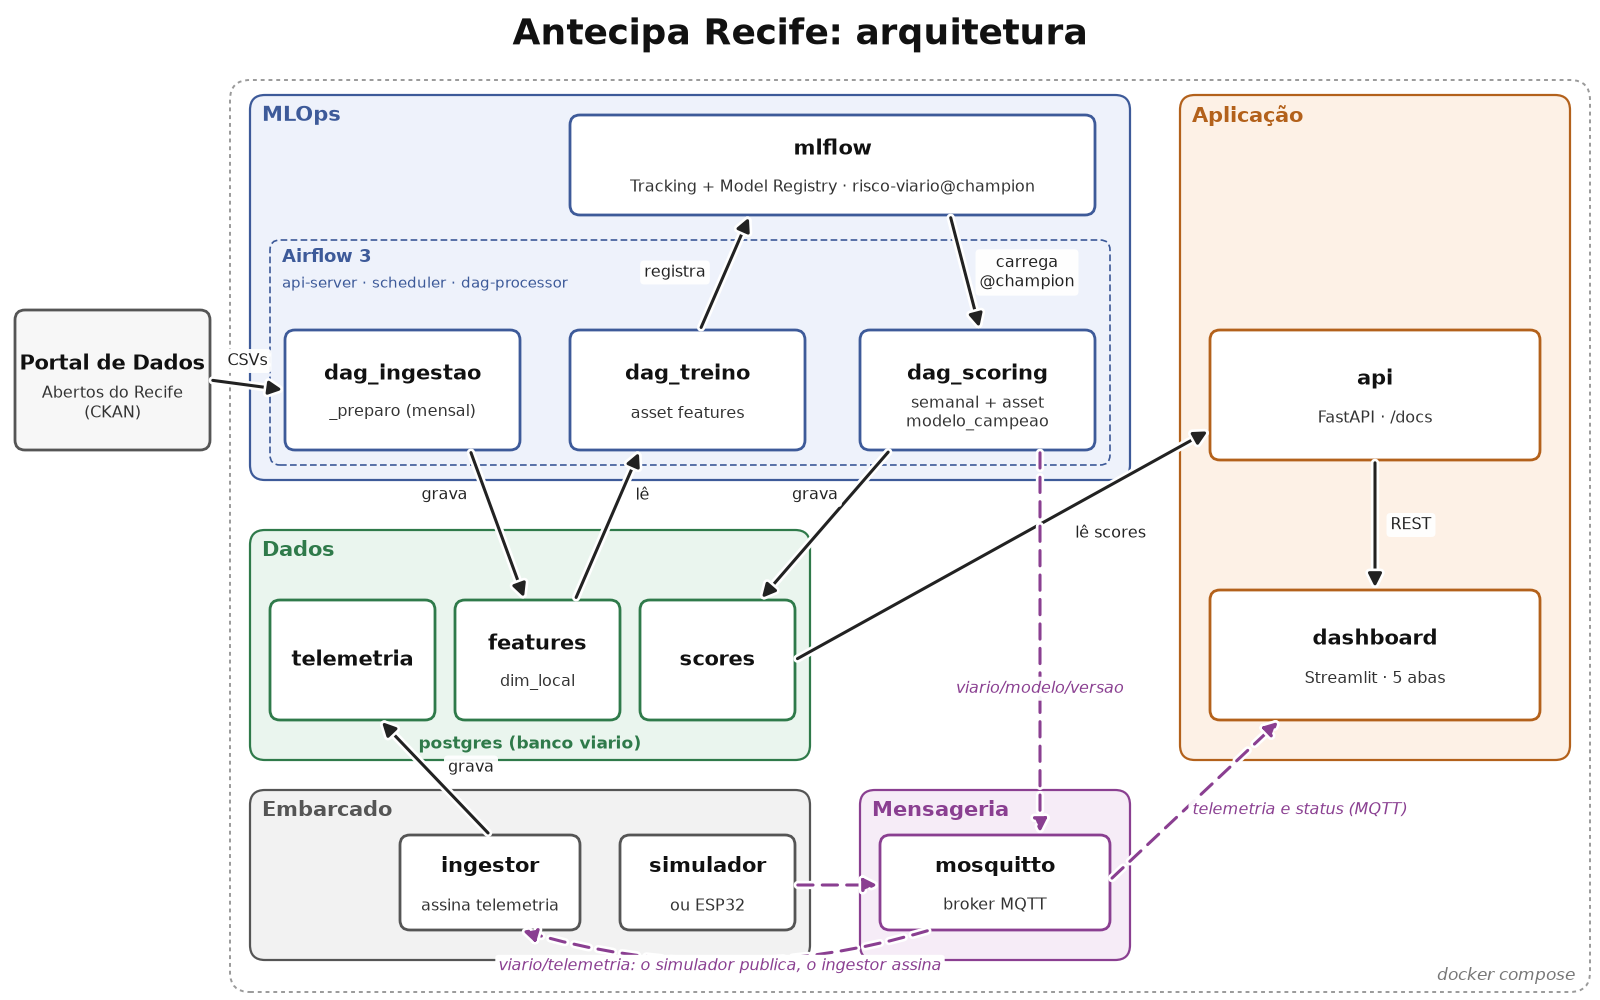 Antecipa Recife: arquitetura
MLOps
mlflow
Tracking + Model Registry · risco-viario@champion
Aplicação
Airflow 3
api-server · scheduler · dag-processor
registra
carrega
@champion
Portal de Dados
Abertos do Recife
(CKAN)
CSVs
dag_ingestao
_preparo (mensal)
dag_treino
asset features
dag_scoring
semanal + asset
modelo_campeao
api
FastAPI · /docs
grava
lê
grava
lê scores
REST
Dados
telemetria
features
dim_local
scores
dashboard
Streamlit · 5 abas
viario/modelo/versao
postgres (banco viario)
grava
Embarcado
ingestor
assina telemetria
simulador
ou ESP32
Mensageria
mosquitto
broker MQTT
telemetria e status (MQTT)
viario/telemetria: o simulador publica, o ingestor assina
docker compose